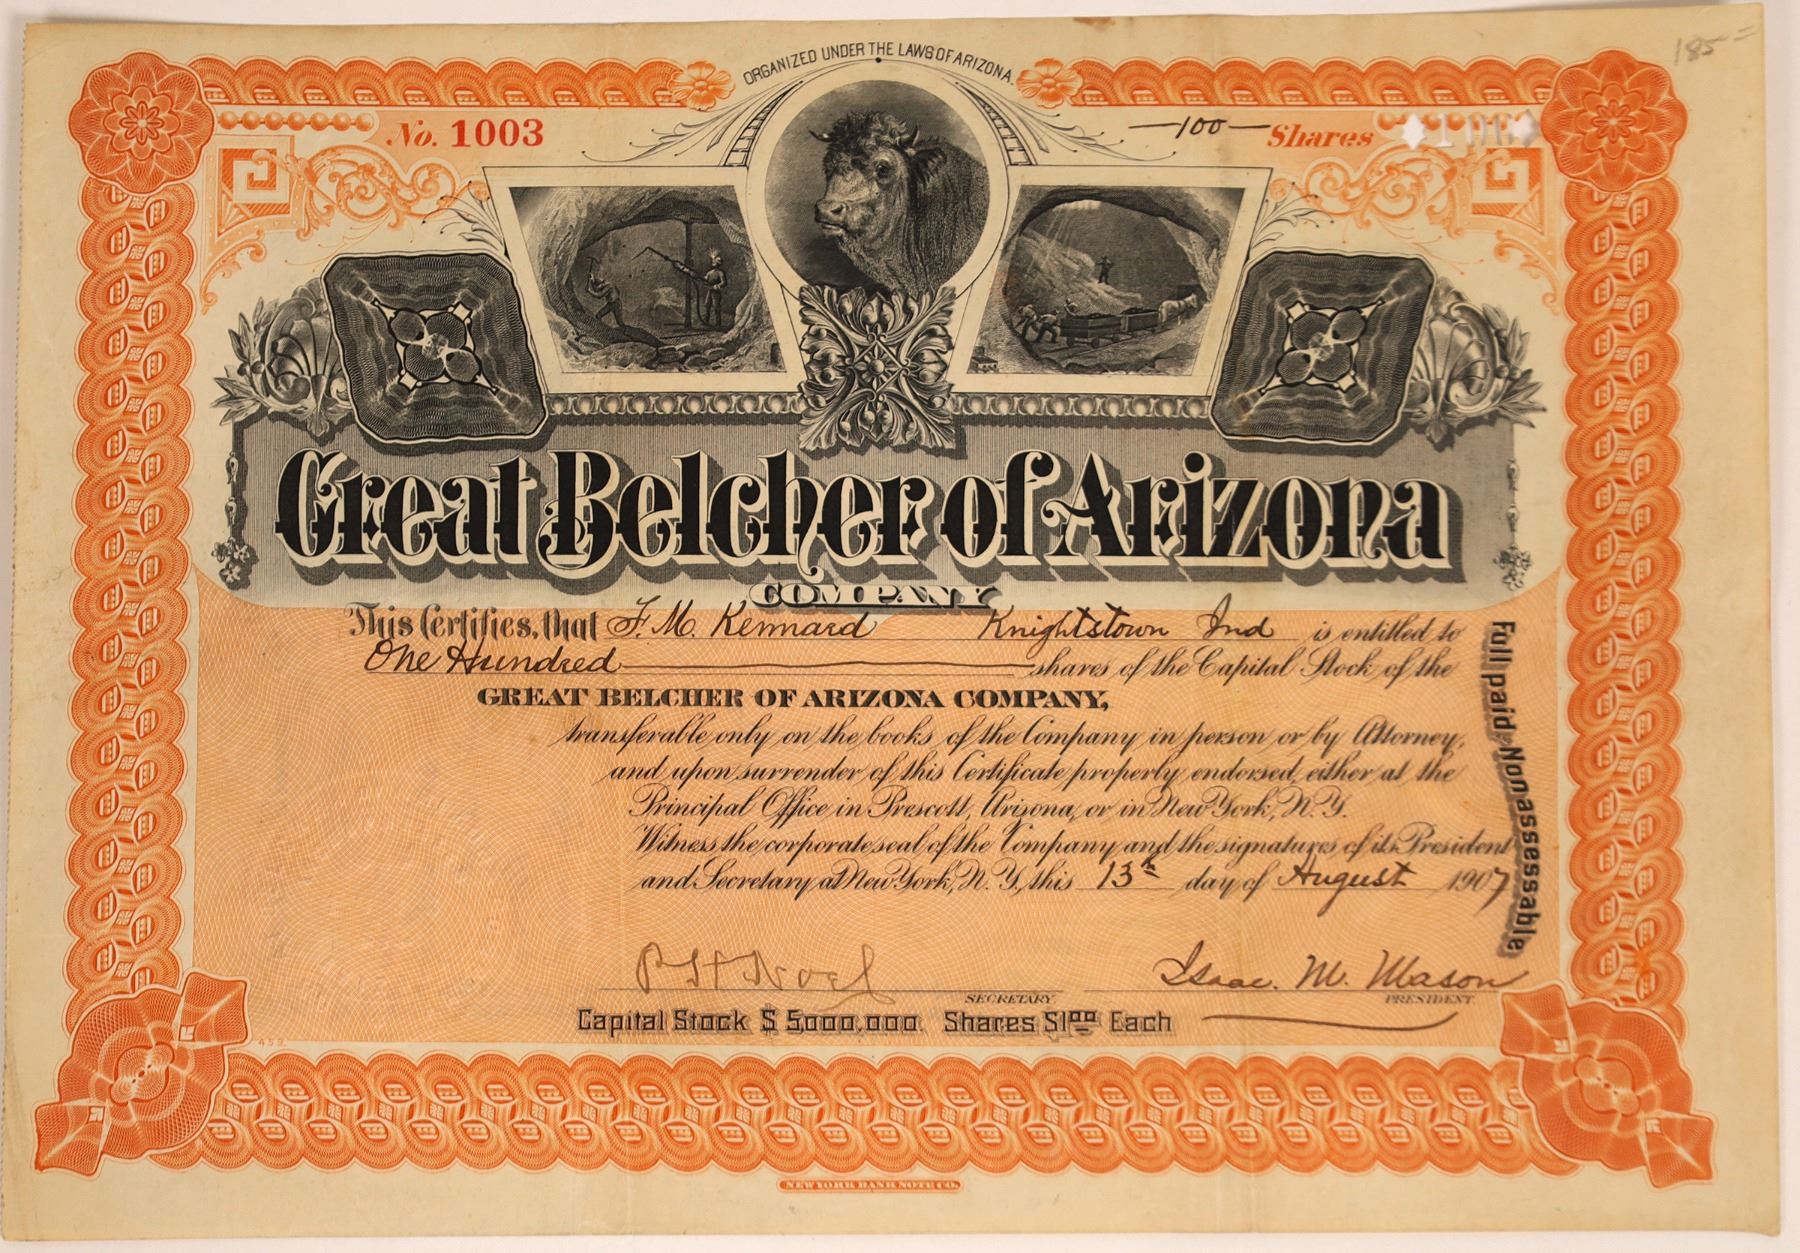 185=
ORGANIZED UNDER THE LAWS OF ARIZONA.
No. 1003
—100— Shares
Great Belcher of Arizona
COMPANY
This Certifies, that F. M. Kennard Knightstown Ind is entitled to
One Hundred shares of the Capital Stock of the
GREAT BELCHER OF ARIZONA COMPANY,
transferable only on the books of the Company in person or by Attorney,
and upon surrender of this Certificate properly endorsed, either at the
Principal Office in Prescott, Arizona, or in New York, N.Y.
Witness the corporate seal of the Company and the signatures of its President
and Secretary at New York, N.Y., this 13th day of August 1907
Full paid, Nonassessable
P H Noel
SECRETARY
Isaac. M. Mason
PRESIDENT
Capital Stock $ 5,000,000. Shares $1.00 Each
459.
NEW YORK BANK NOTE CO.